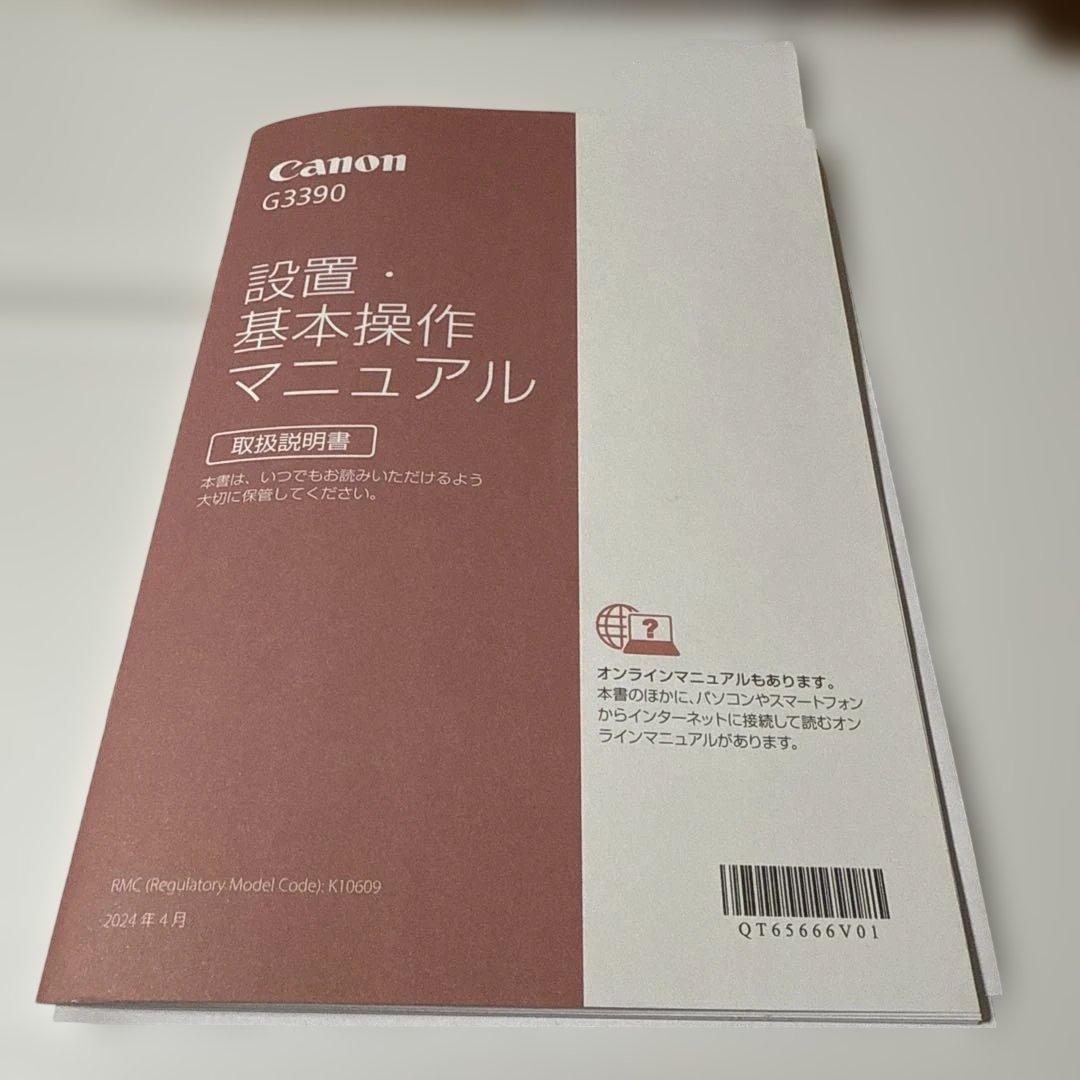 Canon
G3390
設置・
基本操作
マニュアル
取扱説明書
本書は、いつでもお読みいただけるよう
大切に保管してください。
?
オンラインマニュアルもあります。
本書のほかに、パソコンやスマートフォン
からインターネットに接続して読むオン
ラインマニュアルがあります。
RMC (Regulatory Model Code): K10609
2024 年 4 月
QT65666V01